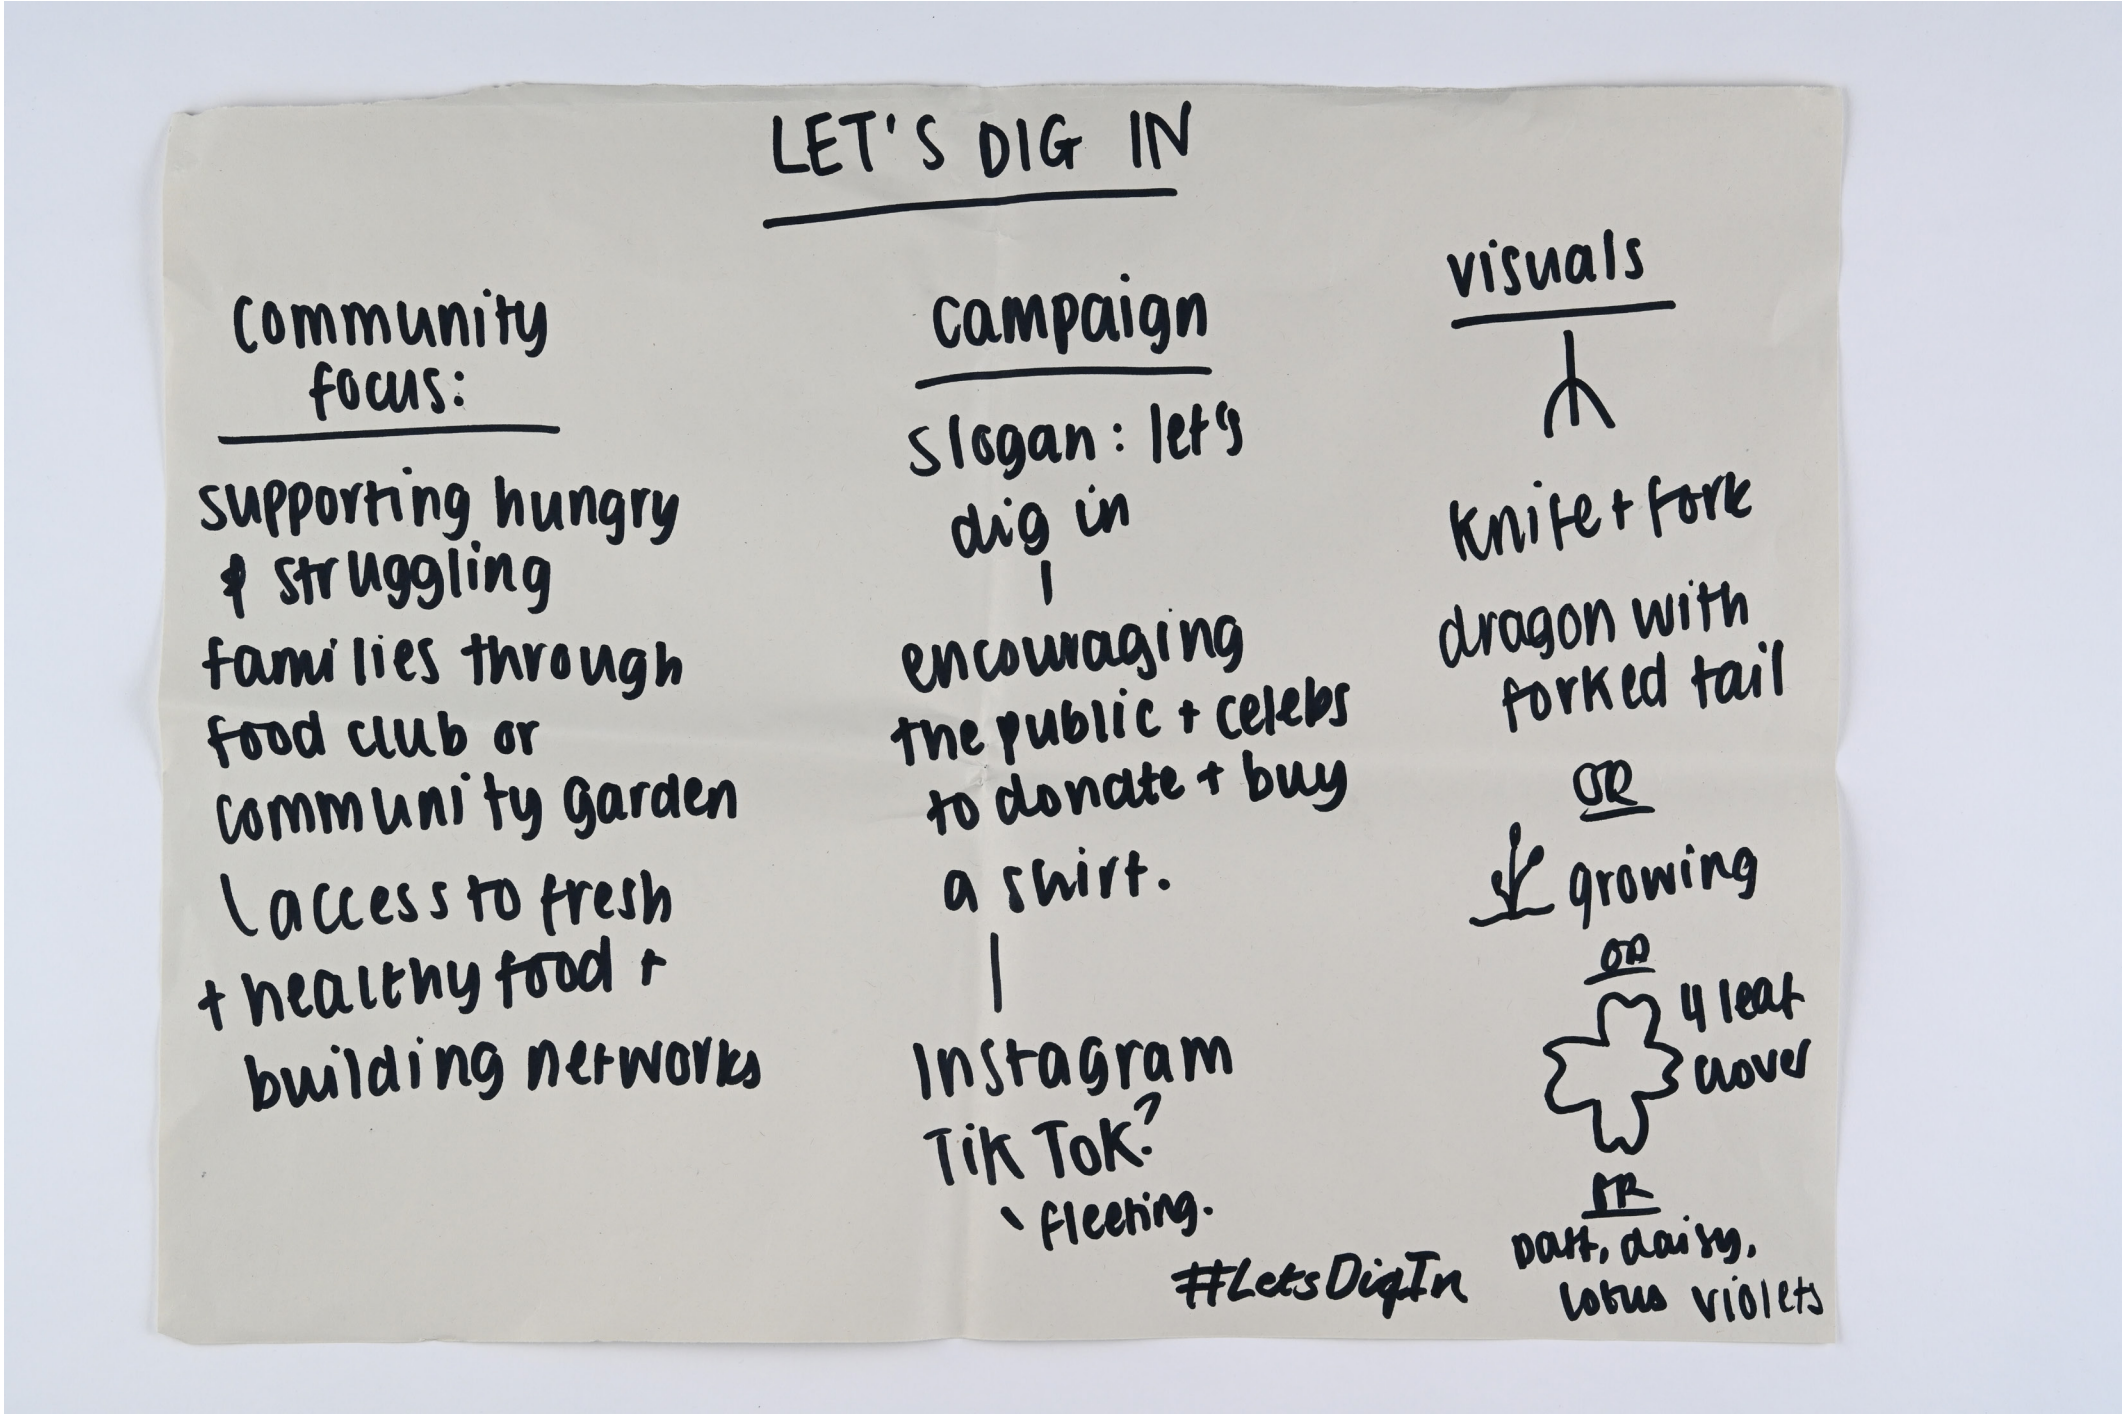 LET'S DIG IN
community
focus:
supporting hungry
& struggling
families through
food club or
community garden
access to fresh
+ healthy food +
building networks
campaign
slogan: let's
dig in
encouraging
the public + celebs
to donate + buy
a shirt.
Instagram
Tik Tok?
fleeting.
#LetsDigIn
visuals
knife + fork
dragon with
forked tail
OR
growing
OR
4 leaf
clover
OR
daff, daisy,
lotus violets